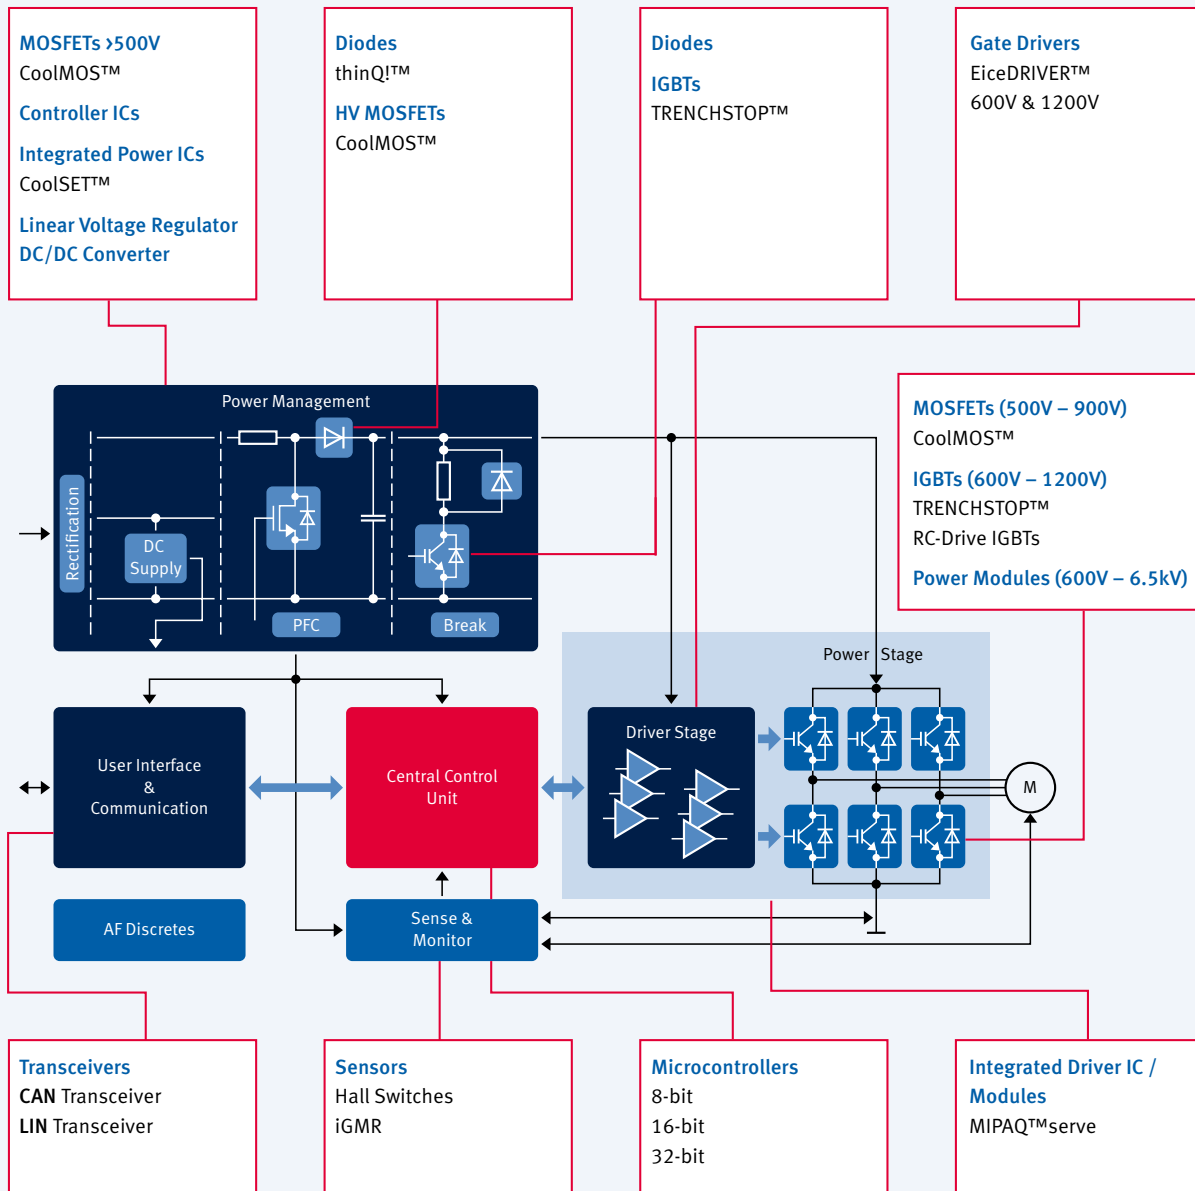 MOSFETs >500V
CoolMOS™
Controller ICs
Integrated Power ICs
CoolSET™
Linear Voltage Regulator
DC/DC Converter
Diodes
thinQ!™
HV MOSFETs
CoolMOS™
Diodes
IGBTs
TRENCHSTOP™
Gate Drivers
EiceDRIVER™
600V & 1200V
Power Management
Rectification
DC
Supply
PFC
Break
MOSFETs (500V – 900V)
CoolMOS™
IGBTs (600V – 1200V)
TRENCHSTOP™
RC-Drive IGBTs
Power Modules (600V – 6.5kV)
Power Stage
User Interface
&
Communication
Central Control
Unit
Driver Stage
M
AF Discretes
Sense &
Monitor
Transceivers
CAN Transceiver
LIN Transceiver
Sensors
Hall Switches
iGMR
Microcontrollers
8-bit
16-bit
32-bit
Integrated Driver IC /
Modules
MIPAQ™serve